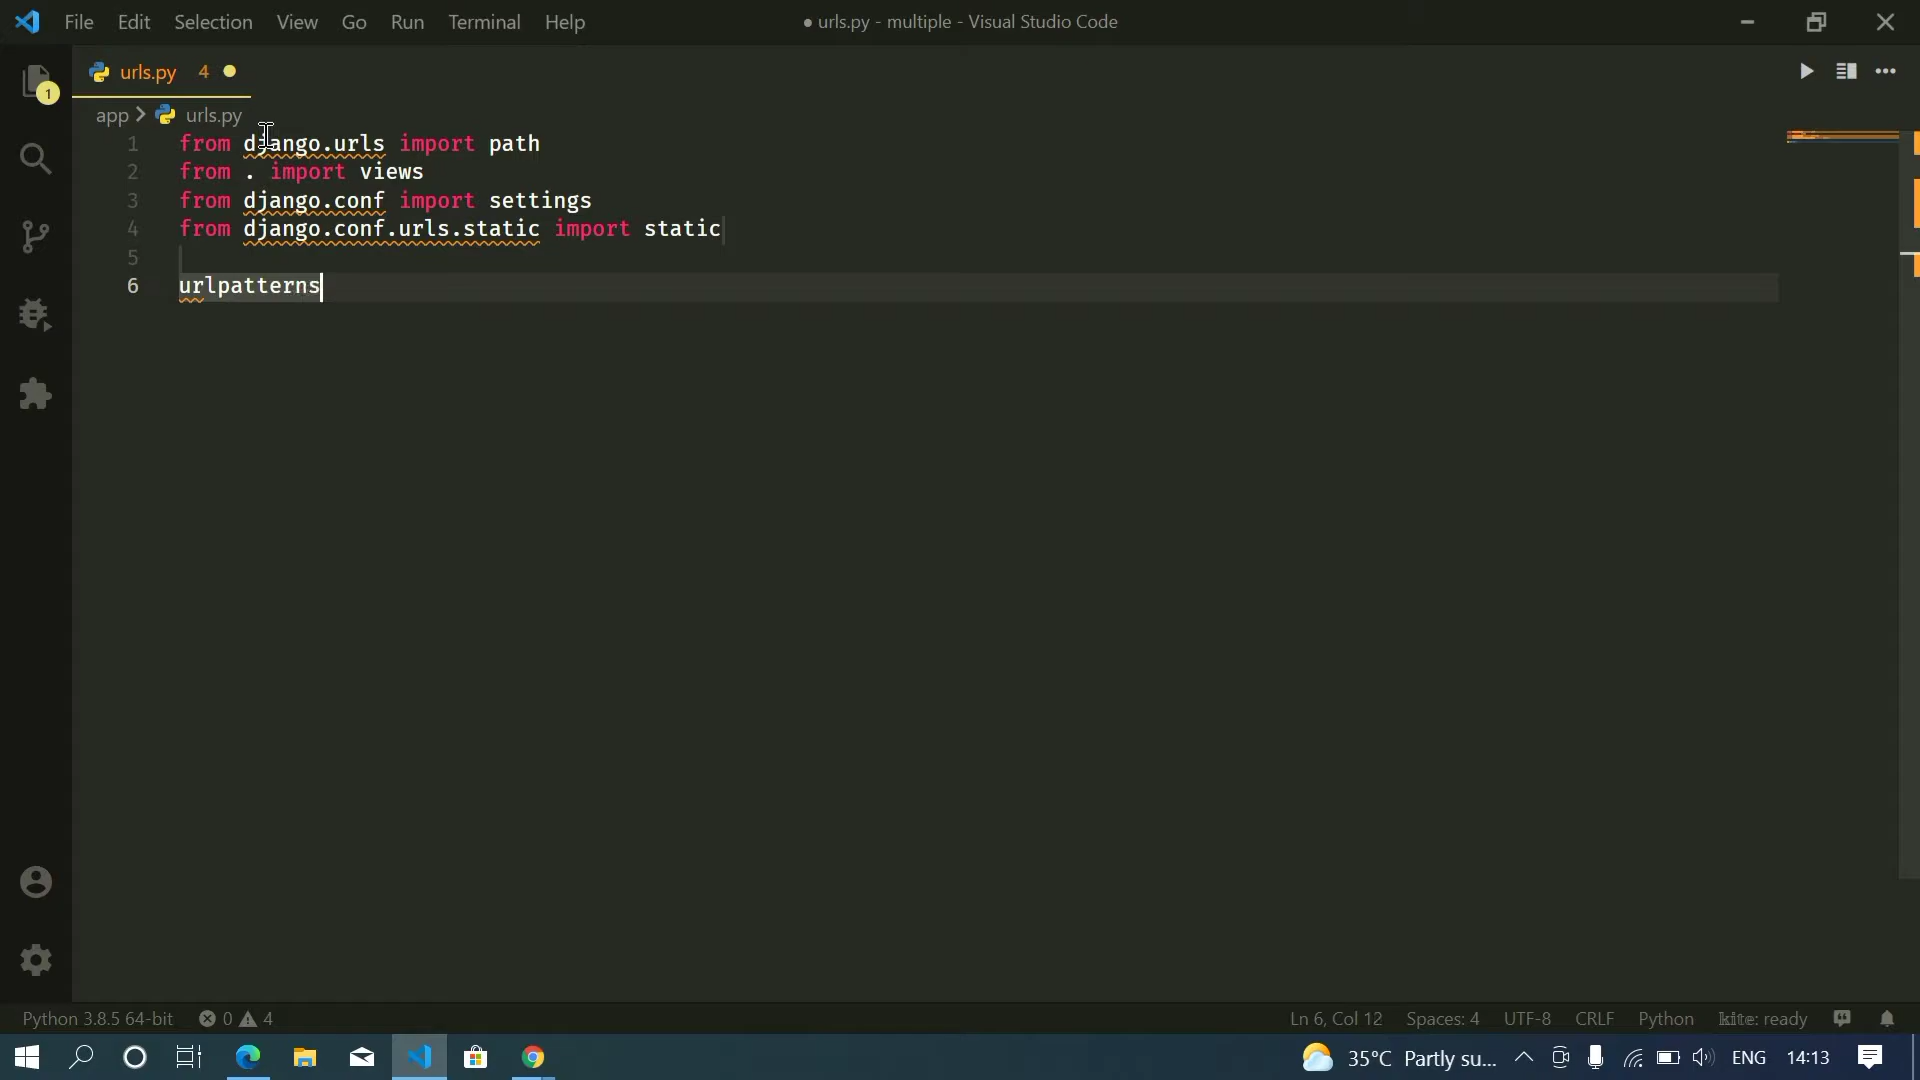 File Edit Selection View Go Run Terminal Help
● urls.py - multiple - Visual Studio Code
urls.py 4
1
app > urls.py
1 from django.urls import path
2 from . import views
3 from django.conf import settings
4 from django.conf.urls.static import static
5
6 urlpatterns
Python 3.8.5 64-bit 0 4
Ln 6, Col 12 Spaces: 4 UTF-8 CRLF Python kite: ready
35°C Partly su... ENG 14:13